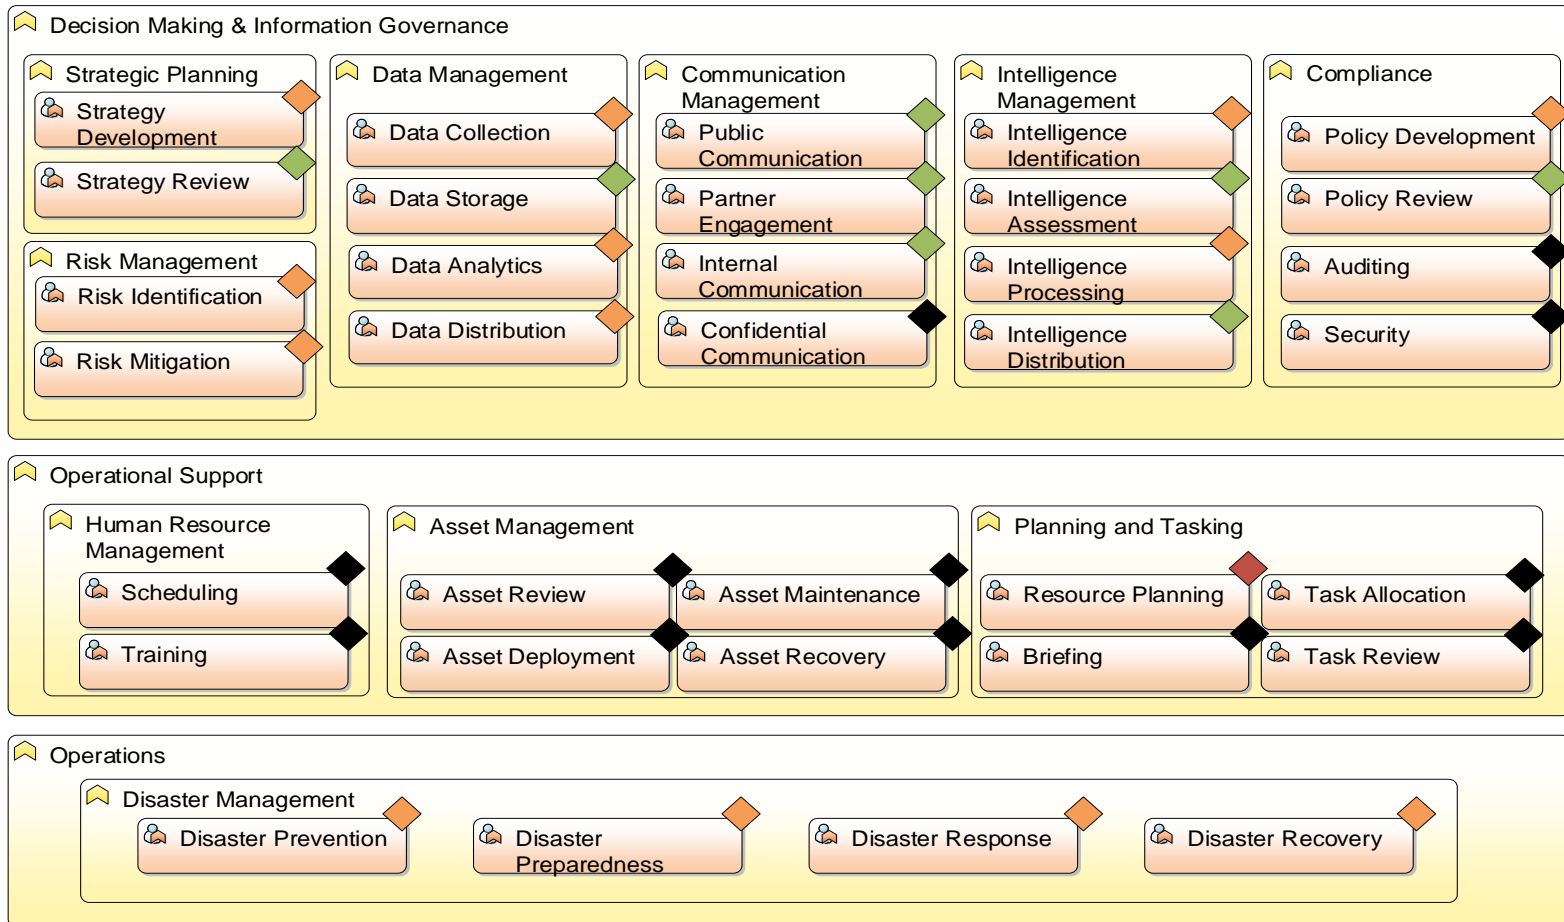 Decision Making & Information Governance
Strategic Planning
Strategy
Development
Strategy Review
Risk Management
Risk Identification
Risk Mitigation
Data Management
Data Collection
Data Storage
Data Analytics
Data Distribution
Communication
Management
Public
Communication
Partner
Engagement
Internal
Communication
Confidential
Communication
Intelligence
Management
Intelligence
Identification
Intelligence
Assessment
Intelligence
Processing
Intelligence
Distribution
Compliance
Policy Development
Policy Review
Auditing
Security
Operational Support
Human Resource
Management
Scheduling
Training
Asset Management
Asset Review
Asset Maintenance
Asset Deployment
Asset Recovery
Planning and Tasking
Resource Planning
Task Allocation
Briefing
Task Review
Operations
Disaster Management
Disaster Prevention
Disaster
Preparedness
Disaster Response
Disaster Recovery